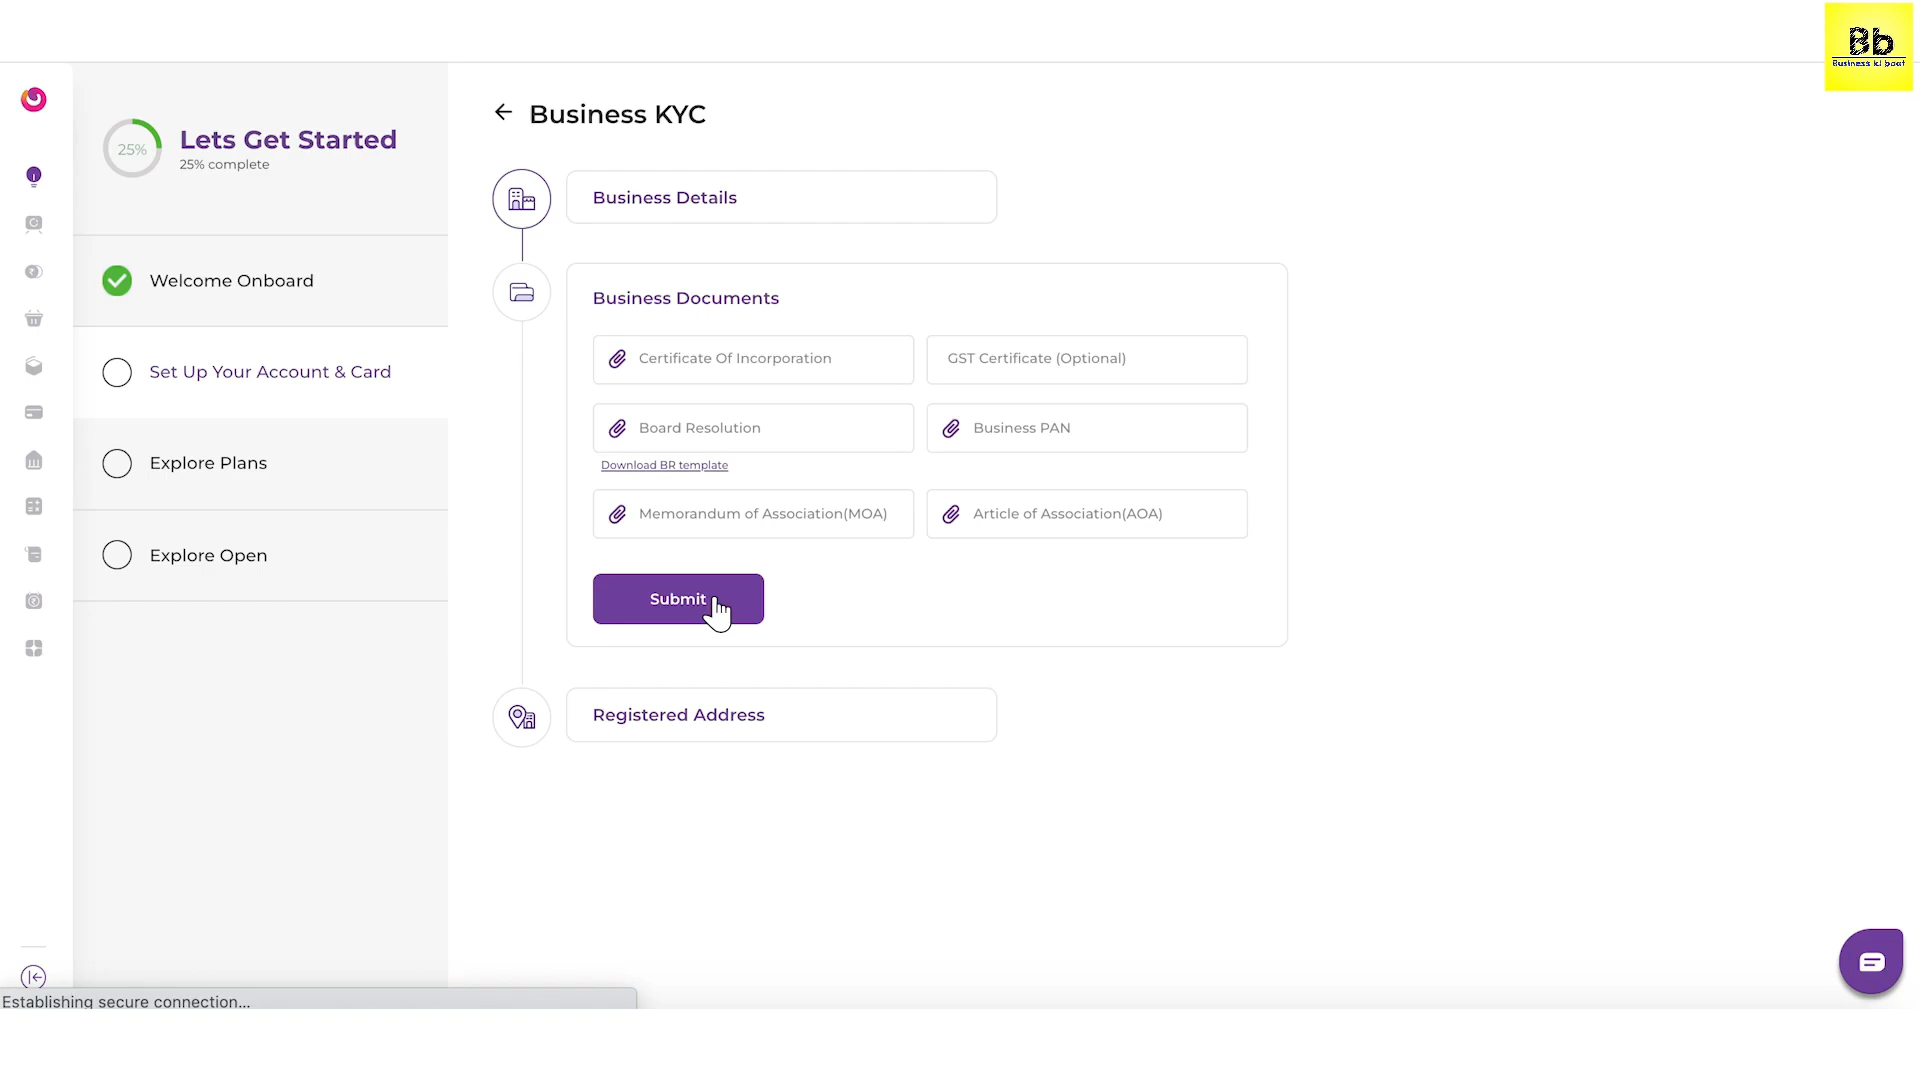 Bb
Business ki baat
Business KYC
25%
Lets Get Started
25% complete
Business Details
Welcome Onboard
Business Documents
Certificate Of Incorporation
GST Certificate (Optional)
Set Up Your Account & Card
Board Resolution
Business PAN
Download BR template
Explore Plans
Memorandum of Association(MOA)
Article of Association(AOA)
Explore Open
Submit
Registered Address
Establishing secure connection...